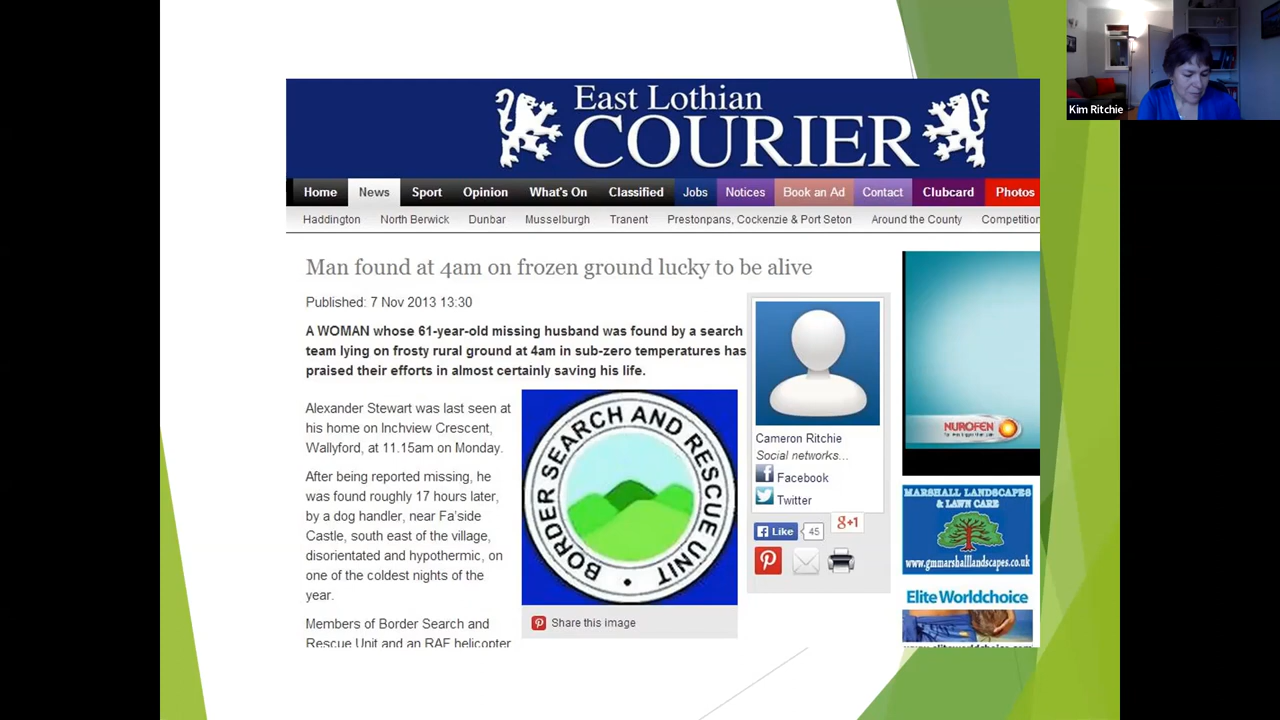 Kim Ritchie
East Lothian
COURIER
Home News Sport Opinion What's On Classified Jobs Notices Book an Ad Contact Clubcard Photos
Haddington North Berwick Dunbar Musselburgh Tranent Prestonpans, Cockenzie & Port Seton Around the County Competition
Man found at 4am on frozen ground lucky to be alive
Published: 7 Nov 2013 13:30
A WOMAN whose 61-year-old missing husband was found by a search
team lying on frosty rural ground at 4am in sub-zero temperatures has
praised their efforts in almost certainly saving his life.
Alexander Stewart was last seen at
his home on Inchview Crescent,
Wallyford, at 11.15am on Monday.
After being reported missing, he
was found roughly 17 hours later,
by a dog handler, near Fa'side
Castle, south east of the village,
disorientated and hypothermic, on
one of the coldest nights of the
year.
Members of Border Search and
Rescue Unit and an RAF helicopter
BORDER SEARCH AND RESCUE UNIT
Share this image
Cameron Ritchie
Social networks...
Facebook
Twitter
Like 45
g+1
NUROFEN
MARSHALL LANDSCAPES
& LAWN CARE
www.gmmarshalllandscapes.co.uk
Elite Worldchoice